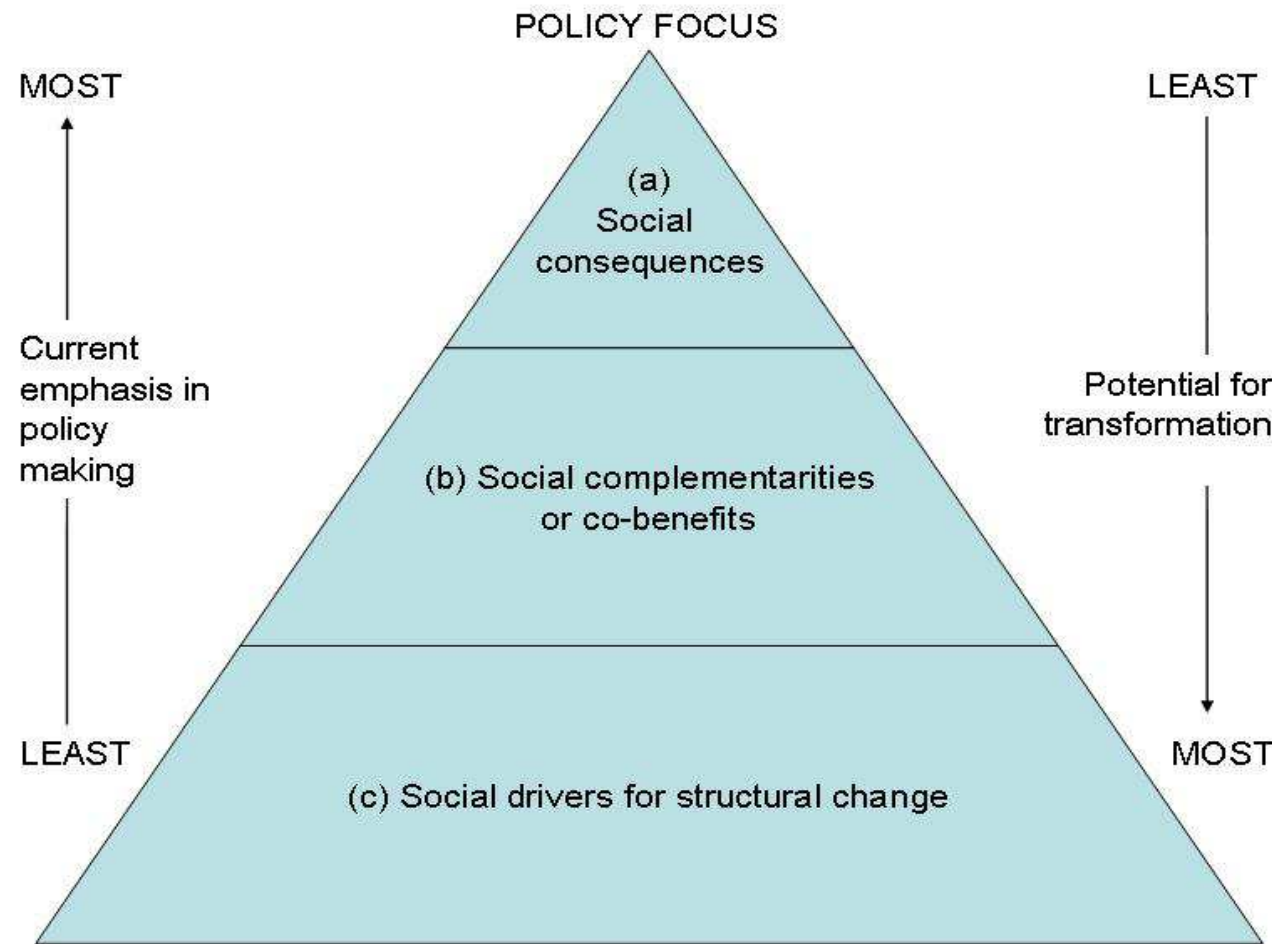 POLICY FOCUS
MOST
LEAST
(a)
Social
consequences
Current
emphasis in
policy
making
Potential for
transformation
(b) Social complementarities
or co-benefits
LEAST
MOST
(c) Social drivers for structural change